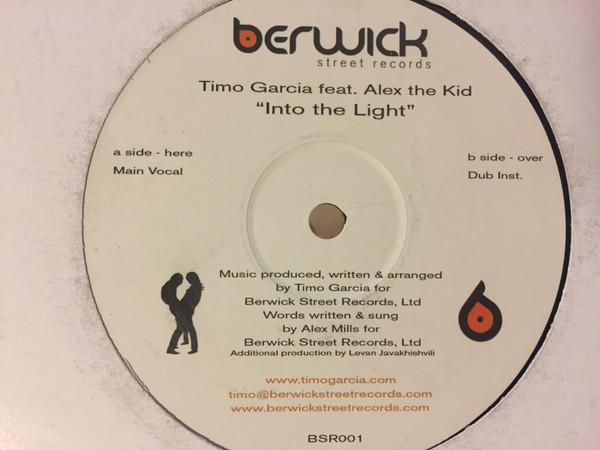 berwick
street records
Timo Garcia feat. Alex the Kid
“Into the Light”
a side - here
Main Vocal
b side - over
Dub Inst.
Music produced, written & arranged
by Timo Garcia for
Berwick Street Records, Ltd
Words written & sung
by Alex Mills for
Berwick Street Records, Ltd
Additional production by Levan Javakhishvili
www.timogarcia.com
timo@berwickstreetrecords.com
www.berwickstreetrecords.com
BSR001